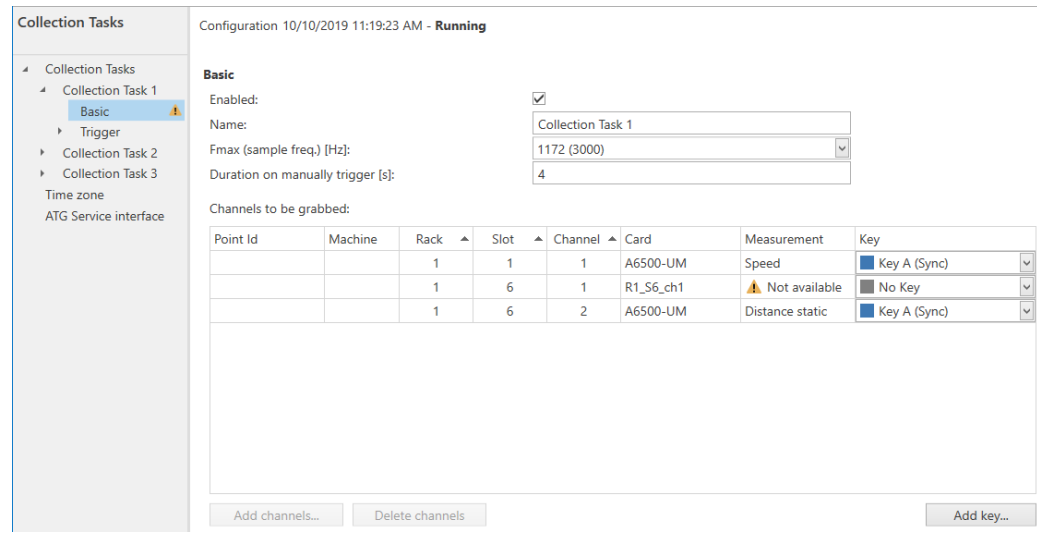 Collection Tasks
Configuration 10/10/2019 11:19:23 AM - Running
Collection Tasks
Collection Task 1
Basic
Trigger
Collection Task 2
Collection Task 3
Time zone
ATG Service interface
Basic
Enabled:
Name: Collection Task 1
Fmax (sample freq.) [Hz]: 1172 (3000)
Duration on manually trigger [s]: 4
Channels to be grabbed:
Point Id Machine Rack Slot Channel Card Measurement Key
1 1 1 A6500-UM Speed Key A (Sync)
1 6 1 R1_S6_ch1 Not available No Key
1 6 2 A6500-UM Distance static Key A (Sync)
Add channels... Delete channels Add key...